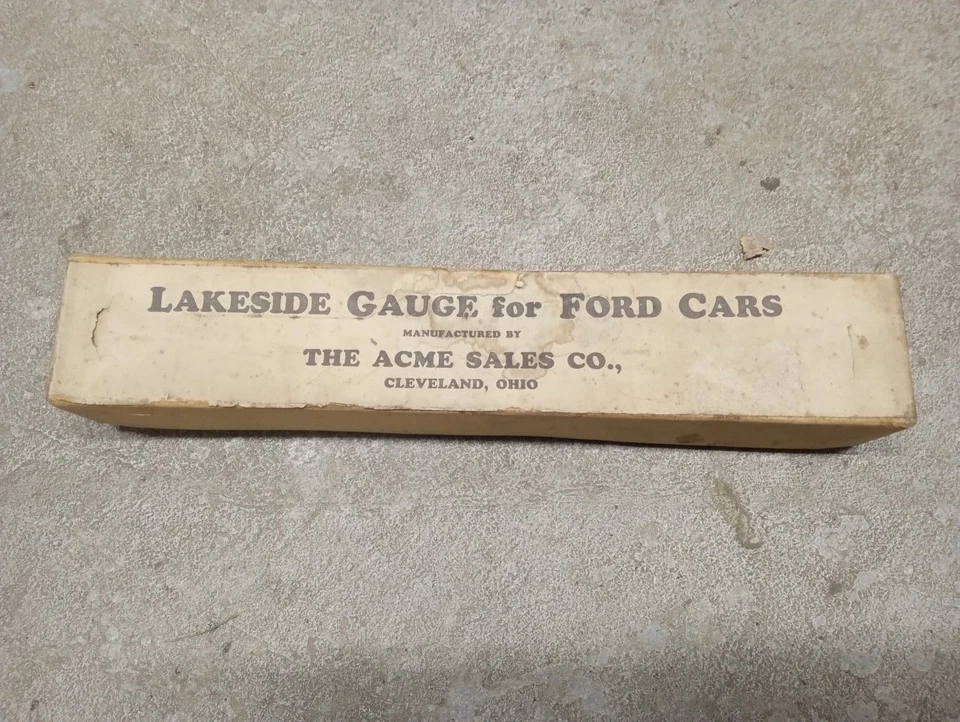 LAKESIDE GAUGE for FORD CARS
MANUFACTURED BY
THE ACME SALES CO.,
CLEVELAND, OHIO